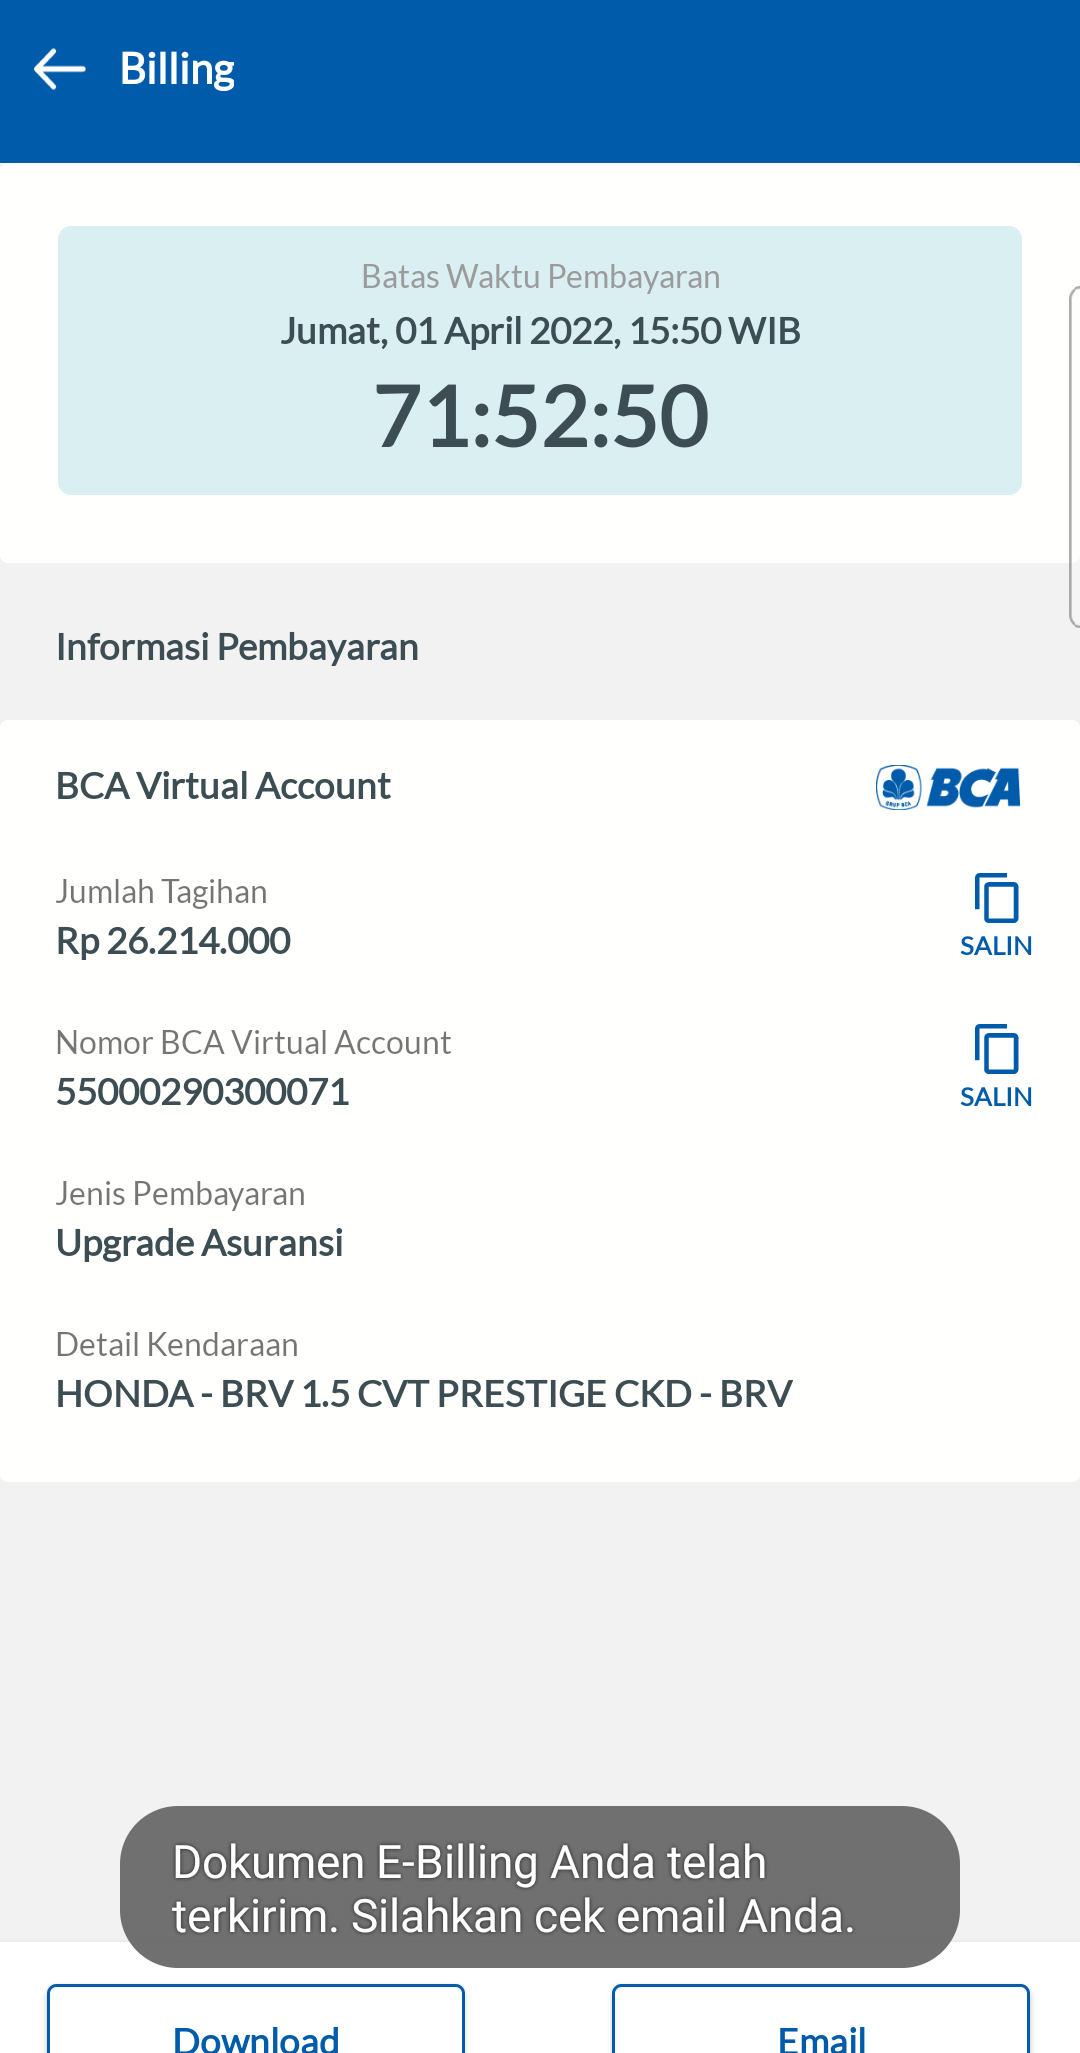 Billing
Batas Waktu Pembayaran
Jumat, 01 April 2022, 15:50 WIB
71:52:50
Informasi Pembayaran
BCA Virtual Account
GRUP BCA
BCA
Jumlah Tagihan
Rp 26.214.000
SALIN
Nomor BCA Virtual Account
55000290300071
SALIN
Jenis Pembayaran
Upgrade Asuransi
Detail Kendaraan
HONDA - BRV 1.5 CVT PRESTIGE CKD - BRV
Dokumen E-Billing Anda telah
terkirim. Silahkan cek email Anda.
Download
Email